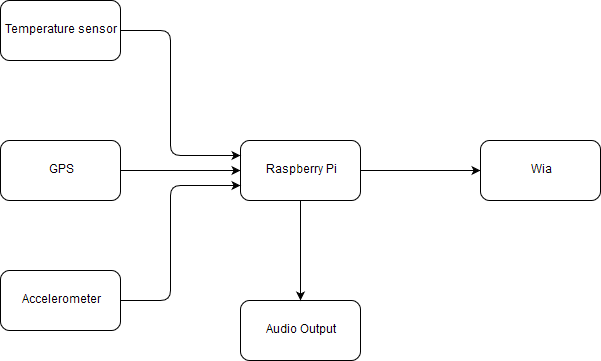 Temperature sensor
GPS
Raspberry Pi
Wia
Accelerometer
Audio Output